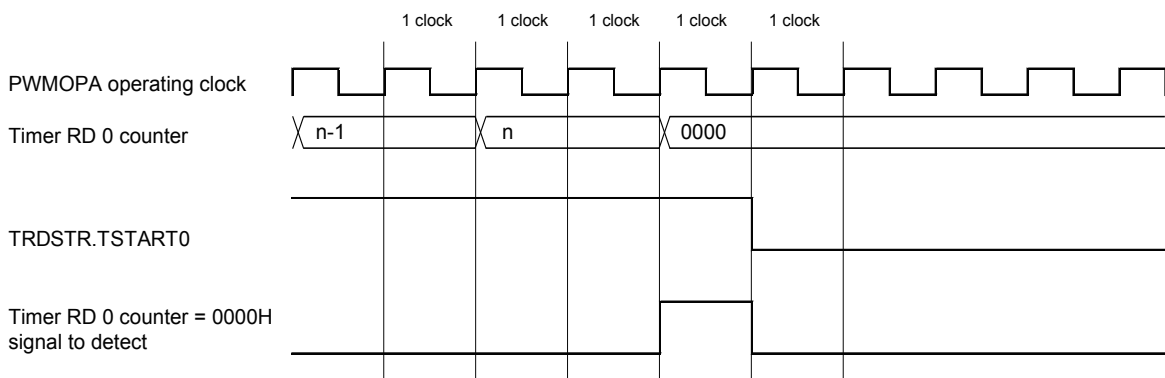 1 clock 1 clock 1 clock 1 clock 1 clock
PWMOPA operating clock
Timer RD 0 counter n-1 n 0000
TRDSTR.TSTART0
Timer RD 0 counter = 0000H
signal to detect